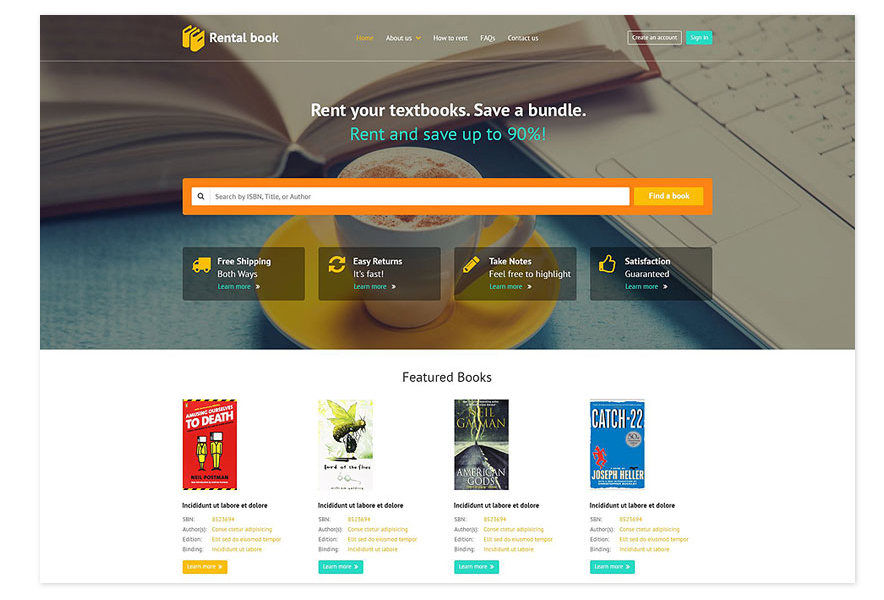 Rental book
Home About us How to rent FAQs Contact us
Create an account Sign In
Rent your textbooks. Save a bundle.
Rent and save up to 90%!
Search by ISBN, Title, or Author
Find a book
Free Shipping
Both Ways
Learn more »
Easy Returns
It's fast!
Learn more »
Take Notes
Feel free to highlight
Learn more »
Satisfaction
Guaranteed
Learn more »
Featured Books
AMUSING OURSELVES
TO DEATH
NEIL POSTMAN
lord of the flies
william golding
NEIL
GAIMAN
AMERICAN
GODS
CATCH-22
JOSEPH HELLER
Incididunt ut labore et dolore
SBN: 8523694
Author(s): Conse ctetur adipisicing
Edition: Elit sed do eiusmod tempor
Binding: Incididunt ut labore
Learn more »
Incididunt ut labore et dolore
SBN: 8523694
Author(s): Conse ctetur adipisicing
Edition: Elit sed do eiusmod tempor
Binding: Incididunt ut labore
Learn more »
Incididunt ut labore et dolore
SBN: 8523694
Author(s): Conse ctetur adipisicing
Edition: Elit sed do eiusmod tempor
Binding: Incididunt ut labore
Learn more »
Incididunt ut labore et dolore
SBN: 8523694
Author(s): Conse ctetur adipisicing
Edition: Elit sed do eiusmod tempor
Binding: Incididunt ut labore
Learn more »